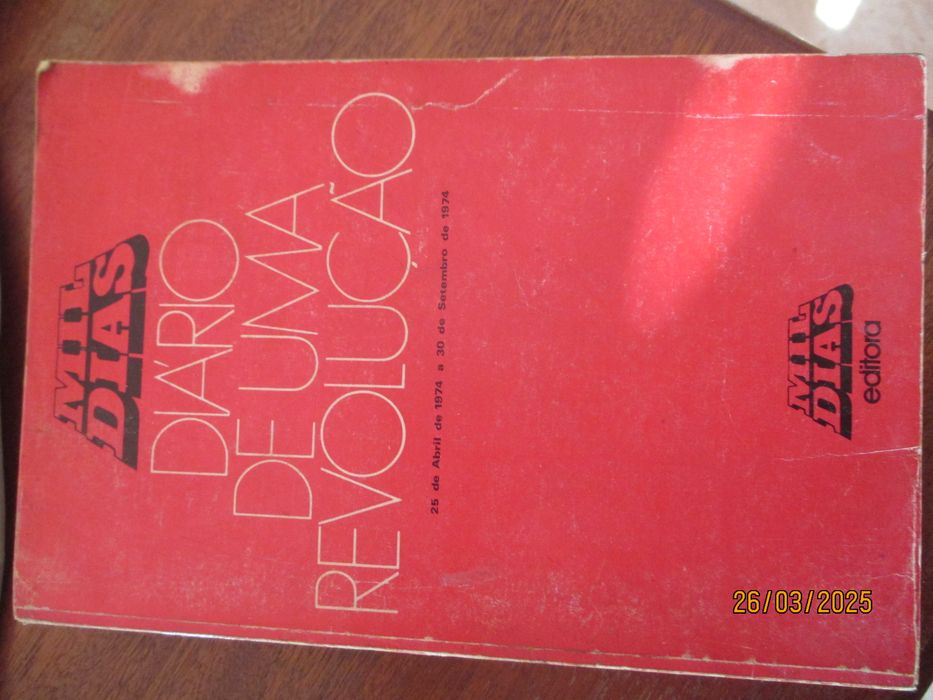 MIL
DIAS
DIÁRIO
DE UMA
REVOLUÇÃO
25 de Abril de 1974 a 30 de Setembro de 1974
MIL
DIAS
editora
26/03/2025